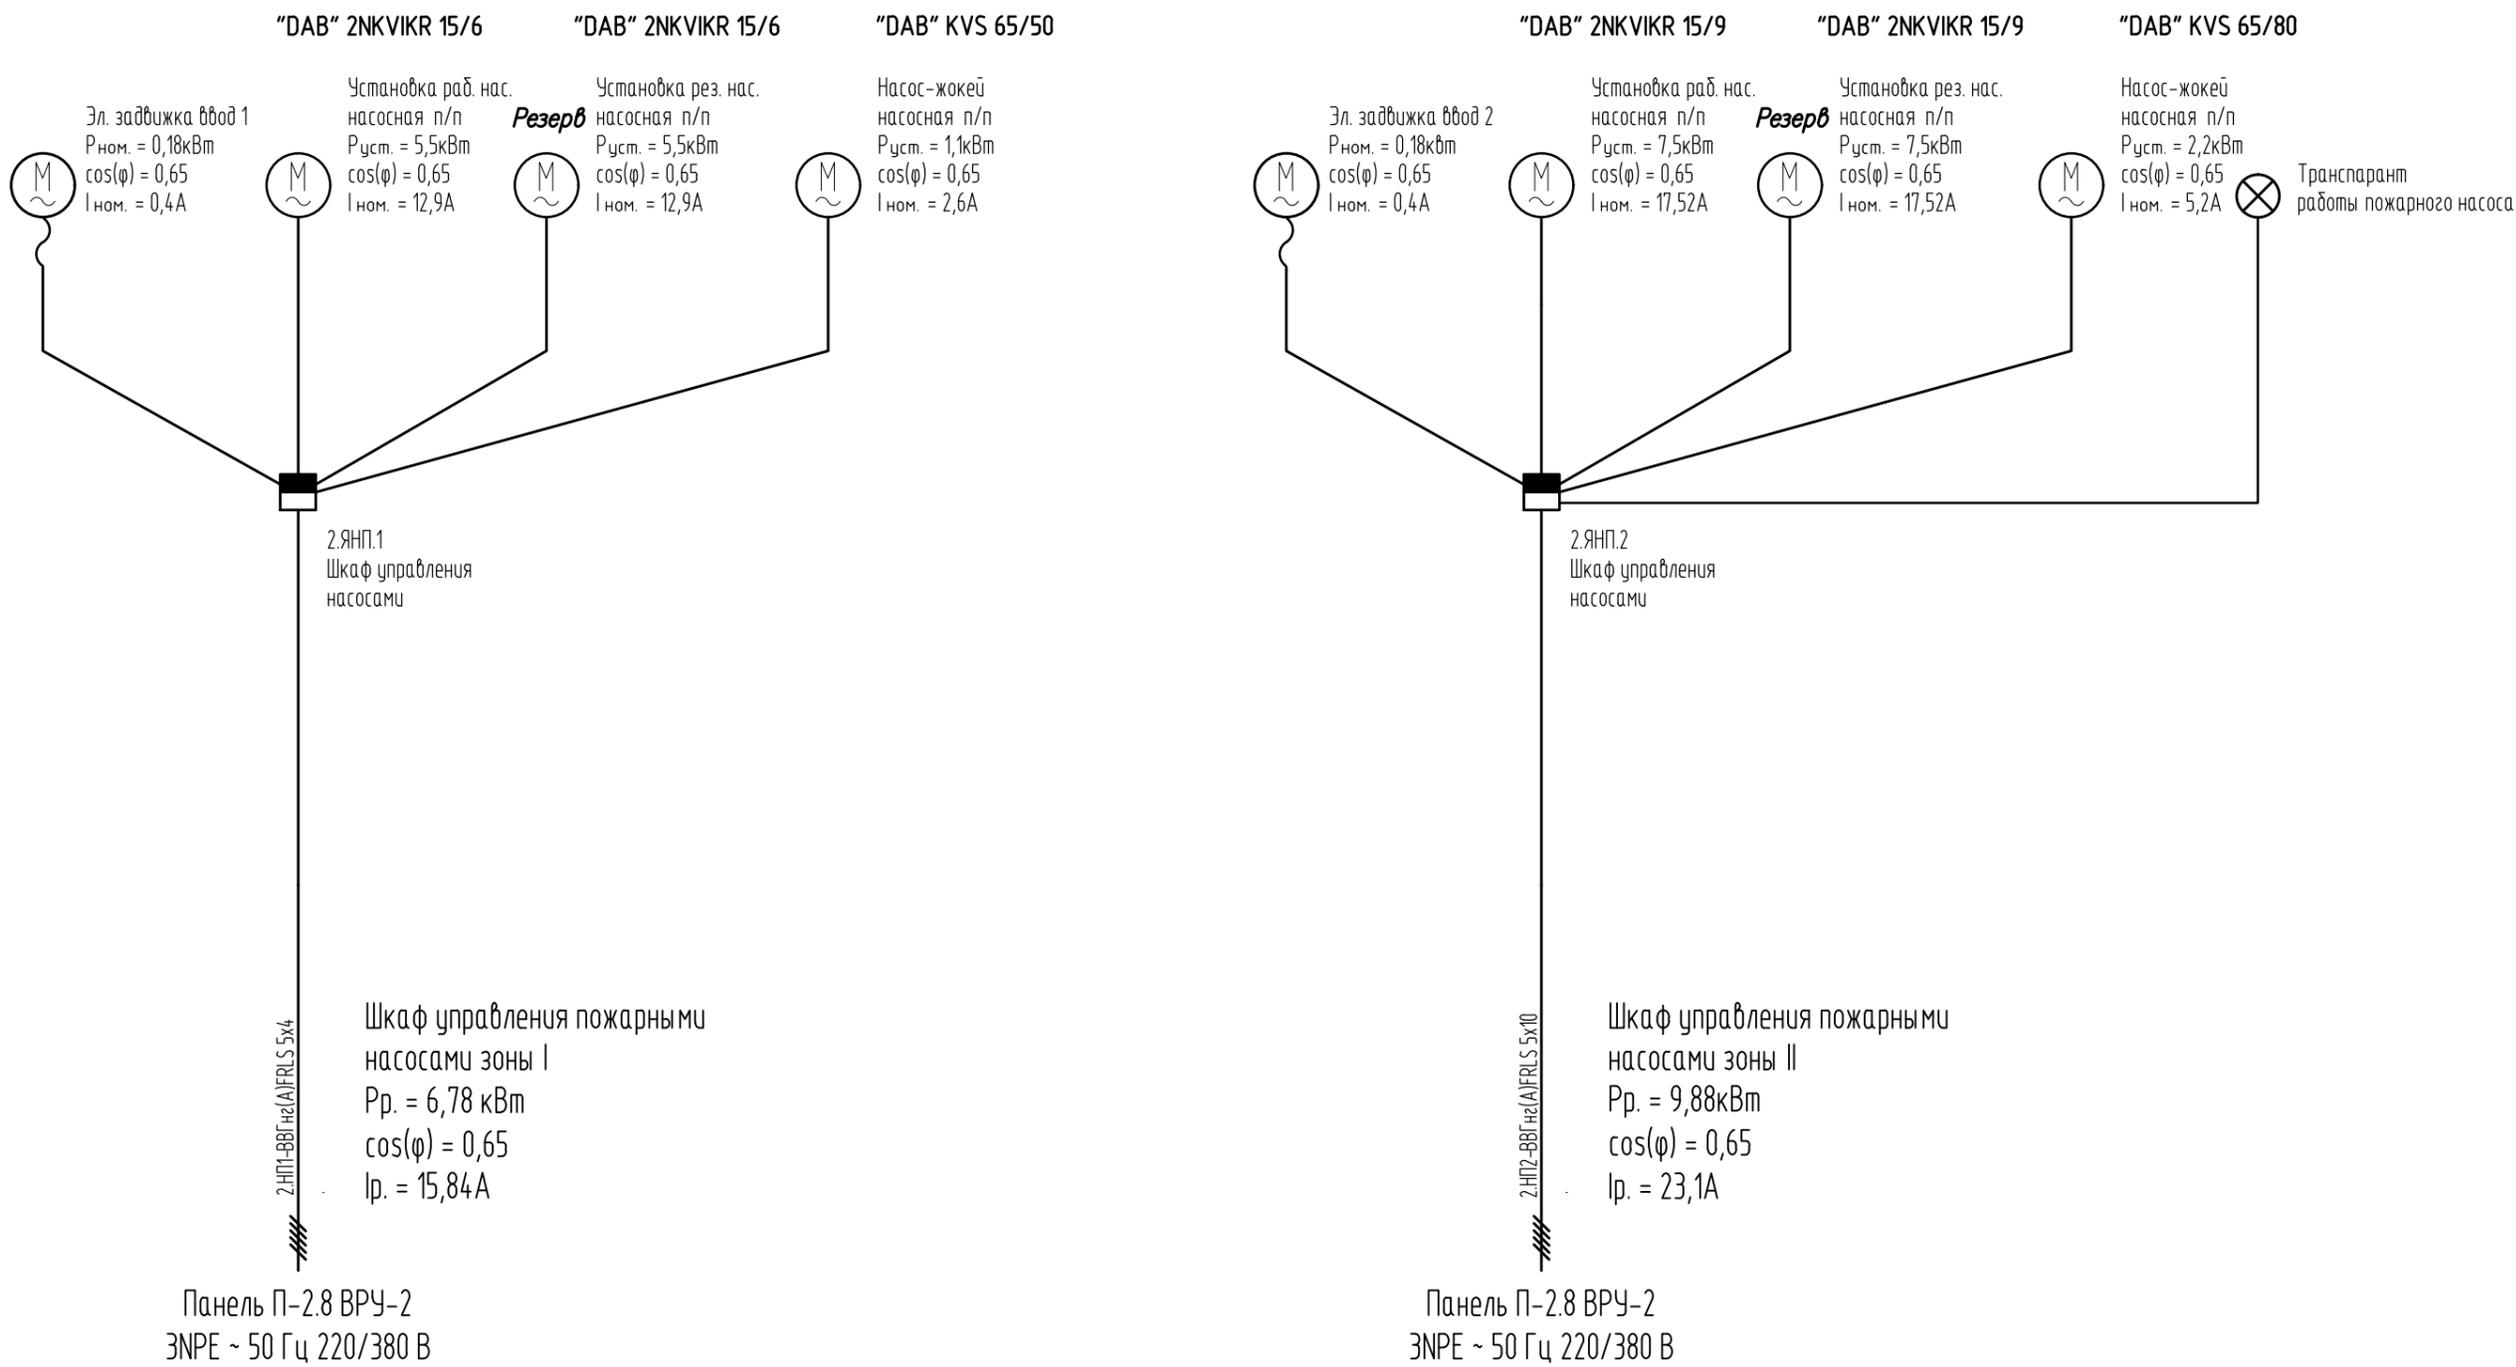 "DAB" 2NKVIKR 15/6
"DAB" 2NKVIKR 15/6
"DAB" KVS 65/50
Эл. задвижка ввод 1
Рном. = 0,18кВт
cos(φ) = 0,65
Iном. = 0,4А
М
Установка раб. нас.
насосная п/п
Руст. = 5,5кВт
cos(φ) = 0,65
Iном. = 12,9А
М
Резерв
Установка рез. нас.
насосная п/п
Руст. = 5,5кВт
cos(φ) = 0,65
Iном. = 12,9А
М
Насос-жокей
насосная п/п
Руст. = 1,1кВт
cos(φ) = 0,65
Iном. = 2,6А
М
2.ЯНП.1
Шкаф управления
насосами
2.НП1-ВВГнг(А)FRLS 5х4
Шкаф управления пожарными
насосами зоны I
Рр. = 6,78 кВт
cos(φ) = 0,65
Iр. = 15,84А
Панель П-2.8 ВРУ-2
3NPE ~ 50 Гц 220/380 В
"DAB" 2NKVIKR 15/9
"DAB" 2NKVIKR 15/9
"DAB" KVS 65/80
Эл. задвижка ввод 2
Рном. = 0,18кВт
cos(φ) = 0,65
Iном. = 0,4А
М
Установка раб. нас.
насосная п/п
Руст. = 7,5кВт
cos(φ) = 0,65
Iном. = 17,52А
М
Резерв
Установка рез. нас.
насосная п/п
Руст. = 7,5кВт
cos(φ) = 0,65
Iном. = 17,52А
М
Насос-жокей
насосная п/п
Руст. = 2,2кВт
cos(φ) = 0,65
Iном. = 5,2А
М
Транспарант
работы пожарного насоса
2.ЯНП.2
Шкаф управления
насосами
2.НП2-ВВГнг(А)FRLS 5х10
Шкаф управления пожарными
насосами зоны II
Рр. = 9,88кВт
cos(φ) = 0,65
Iр. = 23,1А
Панель П-2.8 ВРУ-2
3NPE ~ 50 Гц 220/380 В